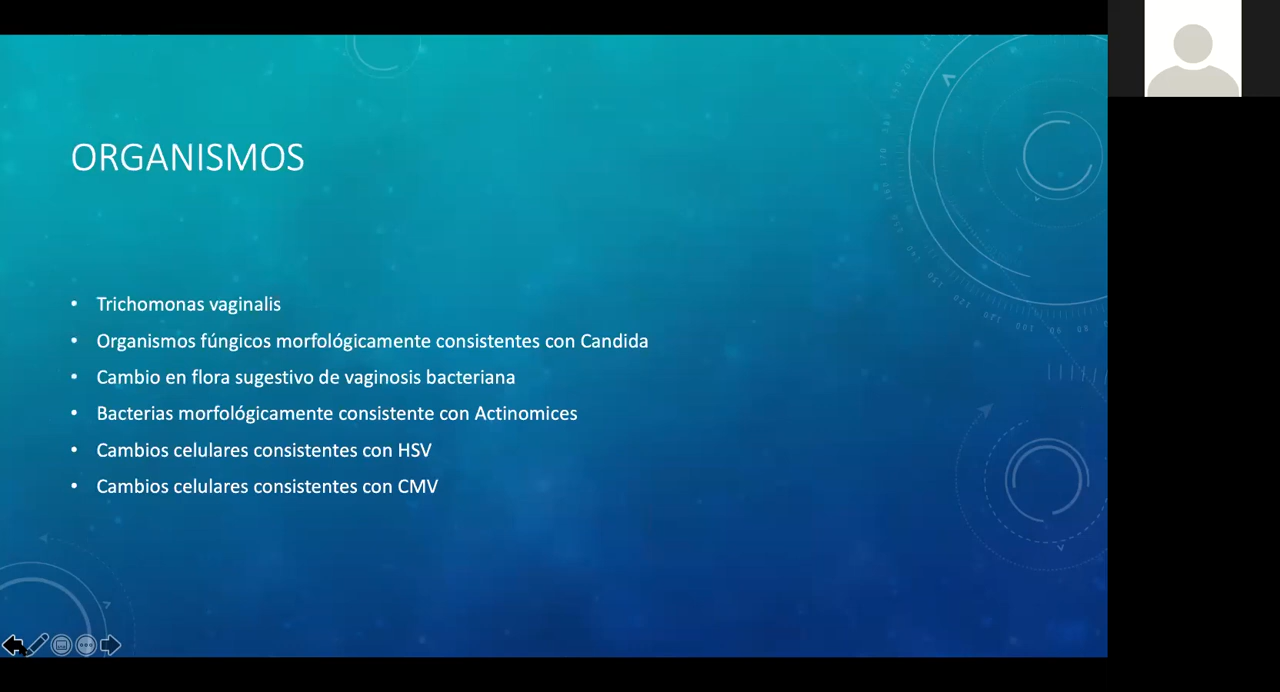 ORGANISMOS
• Trichomonas vaginalis
• Organismos fúngicos morfológicamente consistentes con Candida
• Cambio en flora sugestivo de vaginosis bacteriana
• Bacterias morfológicamente consistente con Actinomices
• Cambios celulares consistentes con HSV
• Cambios celulares consistentes con CMV